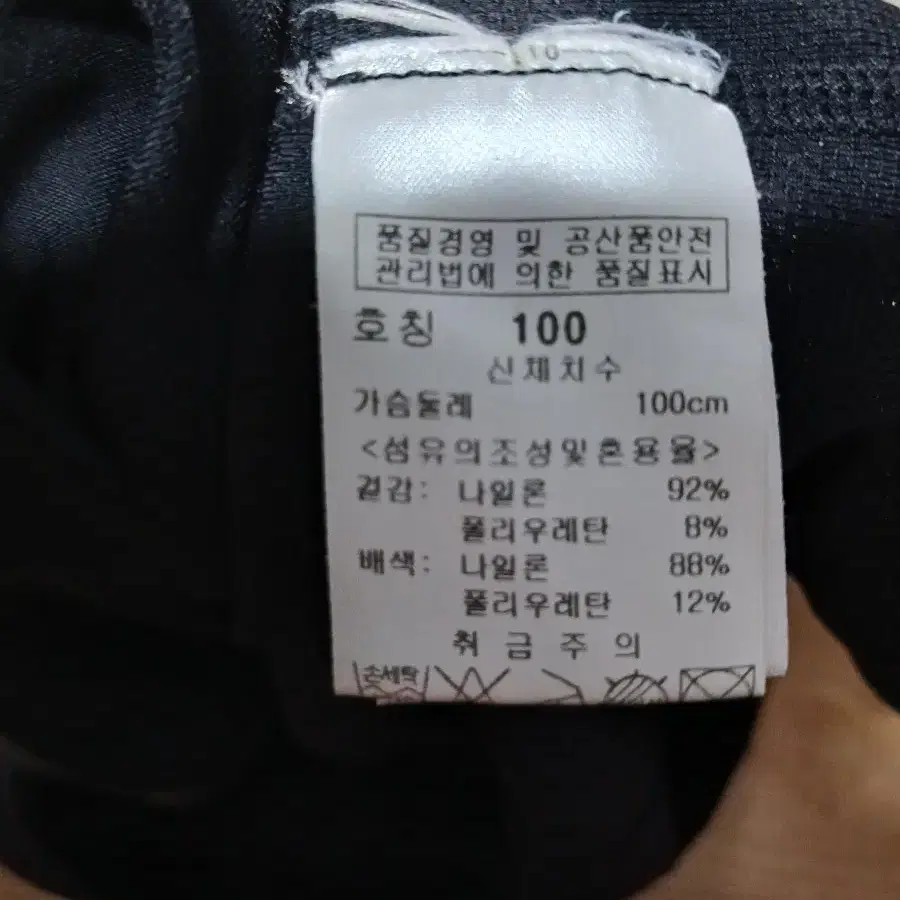 10
품질경영 및 공산품안전
관리법에 의한 품질표시
호칭 100
신체치수
가슴둘레 100cm
<섬유의조성및혼용율>
겉감: 나일론 92%
폴리우레탄 8%
배색: 나일론 88%
폴리우레탄 12%
취급주의
손세탁